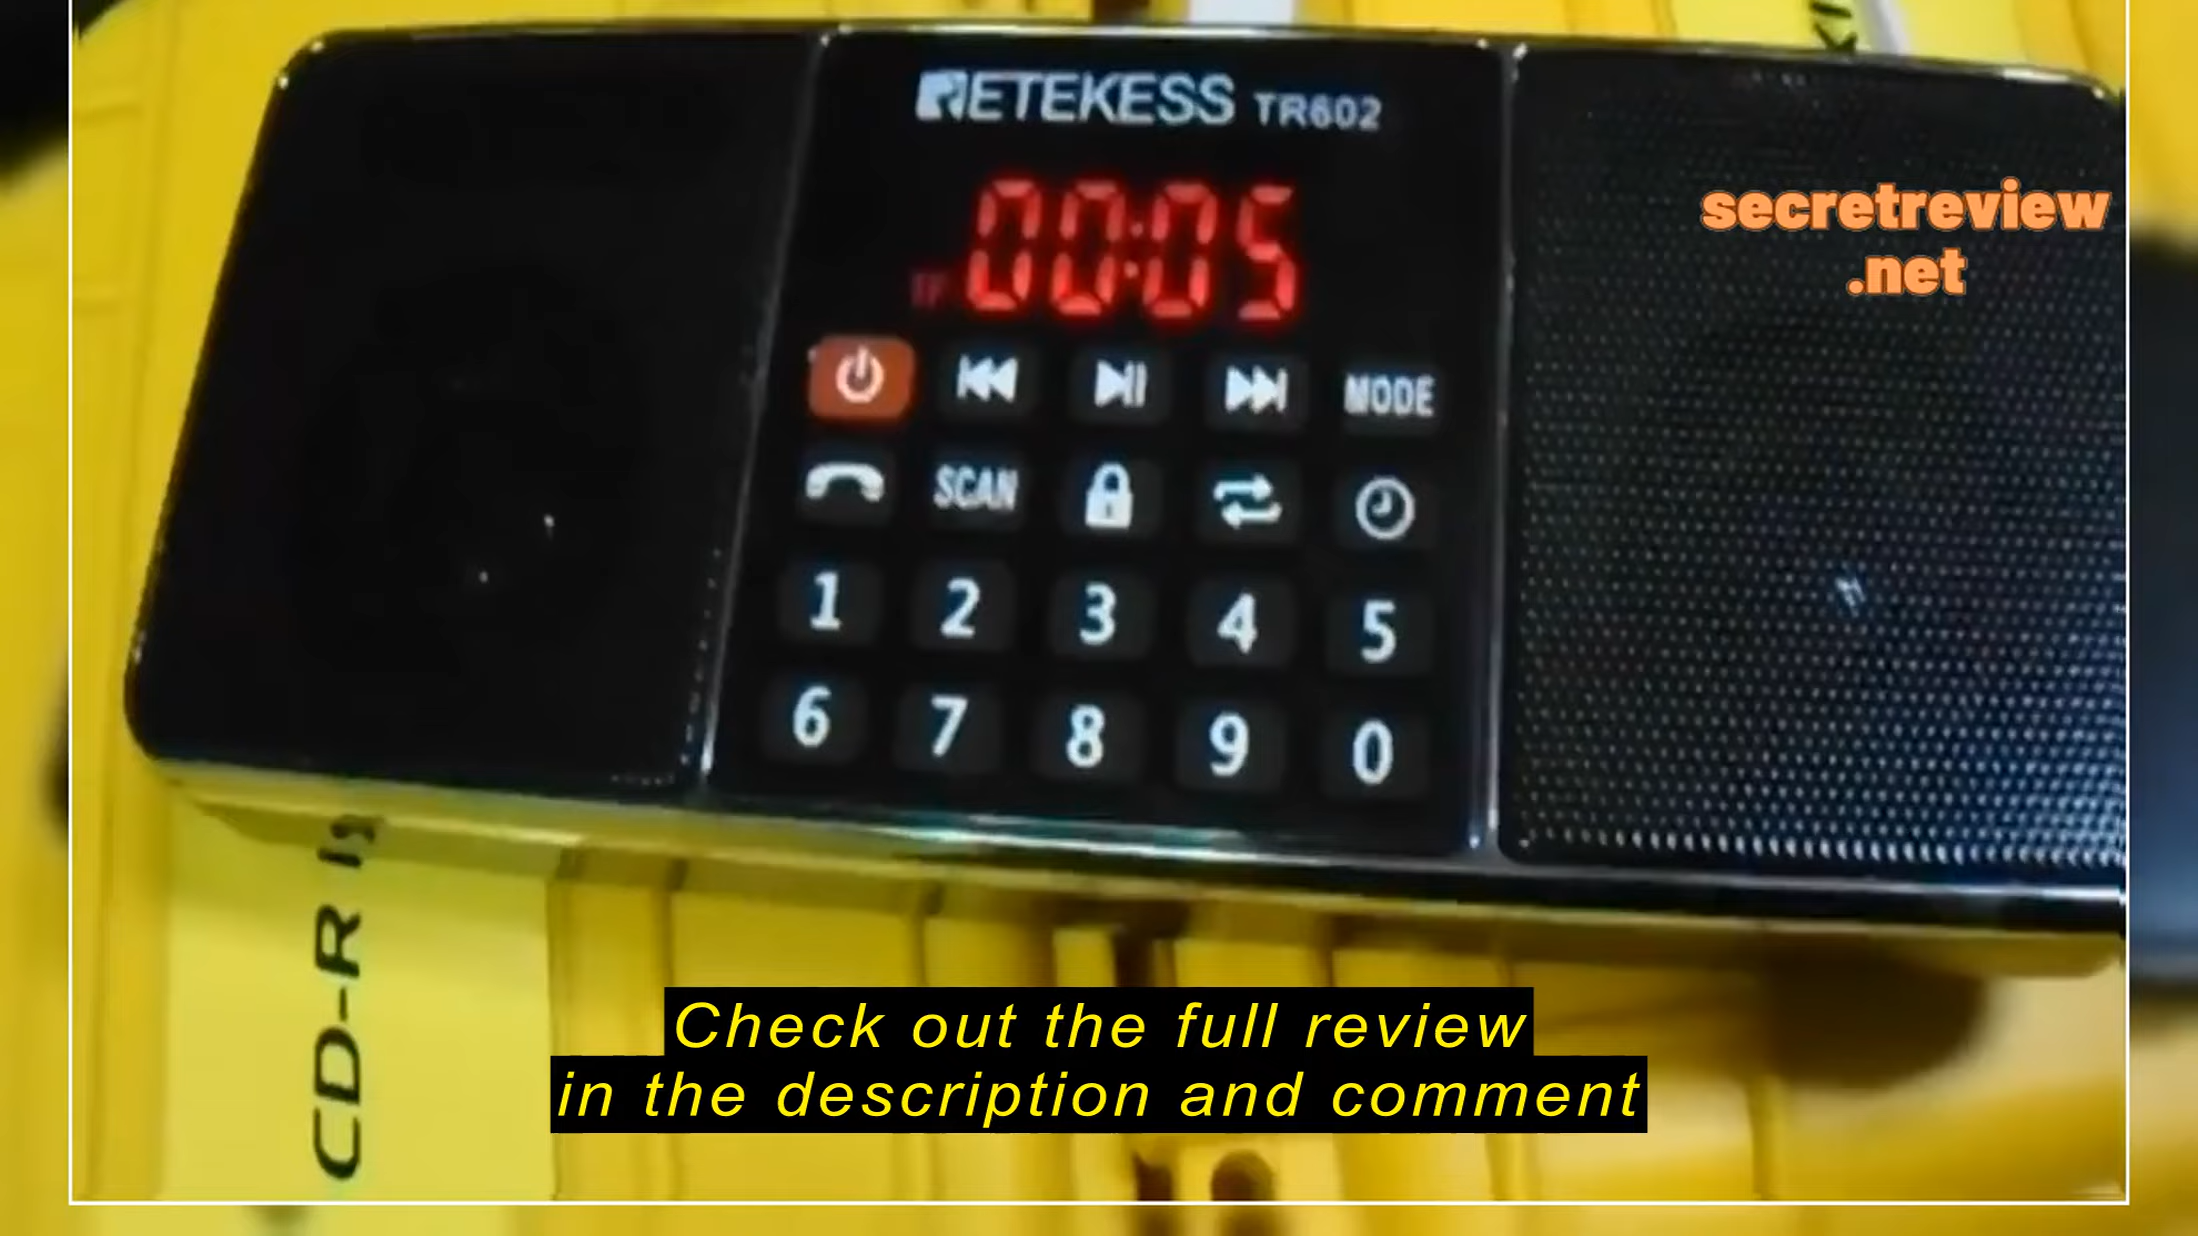 RETEKESS TR602
00:05
MODE
SCAN
1 2 3 4 5
6 7 8 9 0
secretreview
.net
CD-R
Check out the full review
in the description and comment